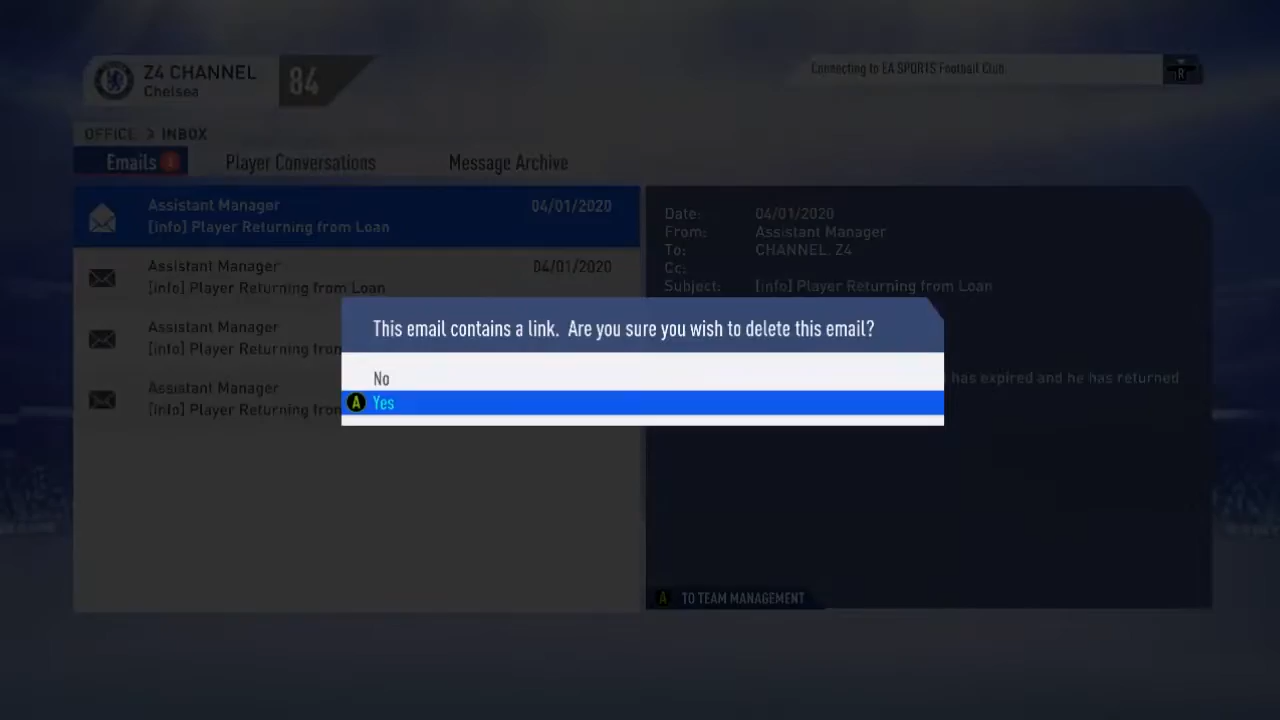 Z4 CHANNEL
Chelsea
84
Connecting to EA SPORTS Football Club
R
OFFICE > INBOX
Emails 3
Player Conversations
Message Archive
Assistant Manager 04/01/2020
[Info] Player Returning from Loan
Assistant Manager 04/01/2020
[Info] Player Returning from Loan
Assistant Manager
[Info] Player Returning from
Assistant Manager
[Info] Player Returning from
Date: 04/01/2020
From: Assistant Manager
To: CHANNEL, Z4
Cc:
Subject: [Info] Player Returning from Loan
has expired and he has returned
This email contains a link. Are you sure you wish to delete this email?
No
A Yes
A TO TEAM MANAGEMENT